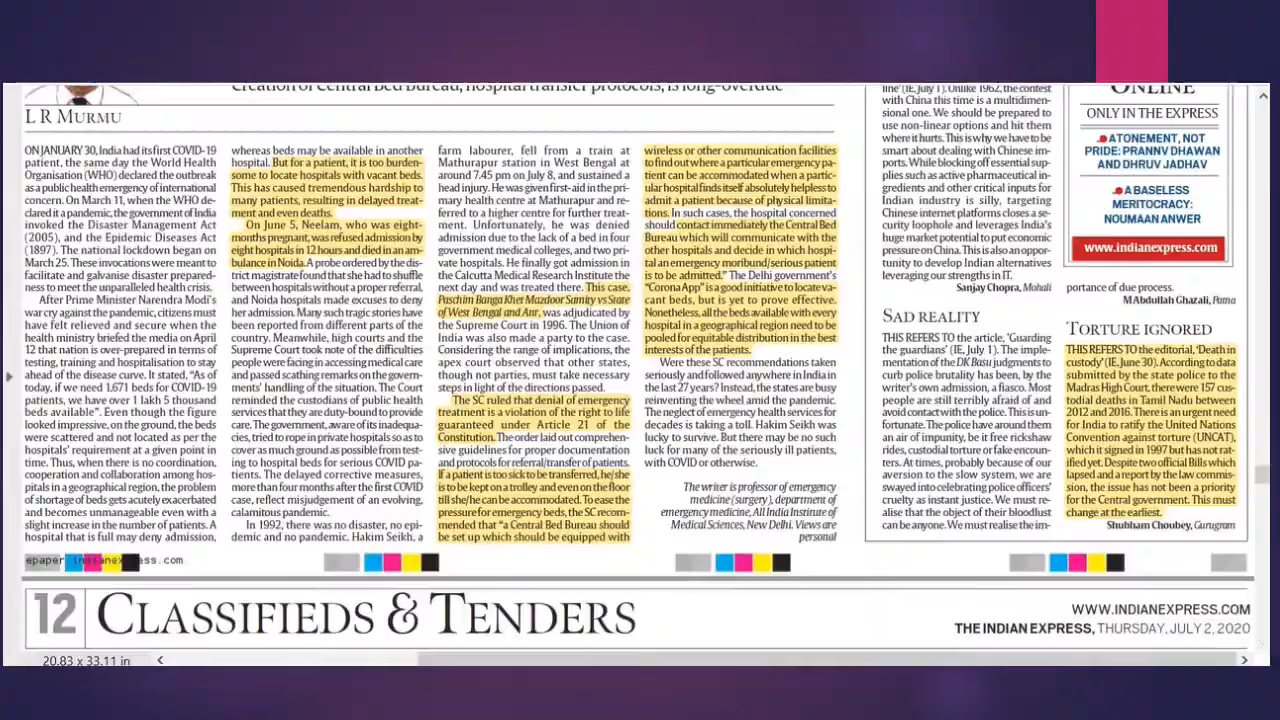 Creation of Central Bed Bureau, hospital transfer protocols, is long-overdue
L R MURMU
ON JANUARY 30, India had its first COVID-19
patient, the same day the World Health
Organisation (WHO) declared the outbreak
as a public health emergency of international
concern. On March 11, when the WHO de-
clared it a pandemic, the government of India
invoked the Disaster Management Act
(2005), and the Epidemic Diseases Act
(1897). The national lockdown began on
March 25. These invocations were meant to
facilitate and galvanise disaster prepared-
ness to meet the unparalleled health crisis.
After Prime Minister Narendra Modi's
war cry against the pandemic, citizens must
have felt relieved and secure when the
health ministry briefed the media on April
12 that nation is over-prepared in terms of
testing, training and hospitalisation to stay
ahead of the disease curve. It stated, "As of
today, if we need 1,671 beds for COVID-19
patients, we have over 1 lakh 5 thousand
beds available". Even though the figure
looked impressive, on the ground, the beds
were scattered and not located as per the
hospitals' requirement at a given point in
time. Thus, when there is no coordination,
cooperation and collaboration among hos-
pitals in a geographical region, the problem
of shortage of beds gets acutely exacerbated
and becomes unmanageable even with a
slight increase in the number of patients. A
hospital that is full may deny admission,
whereas beds may be available in another
hospital. But for a patient, it is too burden-
some to locate hospitals with vacant beds.
This has caused tremendous hardship to
many patients, resulting in delayed treat-
ment and even deaths.
On June 5, Neelam, who was eight-
months pregnant, was refused admission by
eight hospitals in 12 hours and died in an am-
bulance in Noida. A probe ordered by the dis-
trict magistrate found that she had to shuffle
between hospitals without a proper referral,
and Noida hospitals made excuses to deny
her admission. Many such tragic stories have
been reported from different parts of the
country. Meanwhile, high courts and the
Supreme Court took note of the difficulties
people were facing in accessing medical care
and passed scathing remarks on the govern-
ments' handling of the situation. The Court
reminded the custodians of public health
services that they are duty-bound to provide
care. The government, aware of its inadequa-
cies, tried to rope in private hospitals so as to
cover as much ground as possible from test-
ing to hospital beds for serious COVID pa-
tients. The delayed corrective measures,
more than four months after the first COVID
case, reflect misjudgement of an evolving,
calamitous pandemic.
In 1992, there was no disaster, no epi-
demic and no pandemic. Hakim Seikh, a
farm labourer, fell from a train at
Mathurapur station in West Bengal at
around 7.45 pm on July 8, and sustained a
head injury. He was given first-aid in the pri-
mary health centre at Mathurapur and re-
ferred to a higher centre for further treat-
ment. Unfortunately, he was denied
admission due to the lack of a bed in four
government medical colleges, and two pri-
vate hospitals. He finally got admission in
the Calcutta Medical Research Institute the
next day and was treated there. This case,
Paschim Banga Khet Mazdoor Samity vs State
of West Bengal and Anr, was adjudicated by
the Supreme Court in 1996. The Union of
India was also made a party to the case.
Considering the range of implications, the
apex court observed that other states,
though not parties, must take necessary
steps in light of the directions passed.
The SC ruled that denial of emergency
treatment is a violation of the right to life
guaranteed under Article 21 of the
Constitution. The order laid out comprehen-
sive guidelines for proper documentation
and protocols for referral/transfer of patients.
If a patient is too sick to be transferred, he/she
is to be kept on a trolley and even on the floor
till she/he can be accommodated. To ease the
pressure for emergency beds, the SC recom-
mended that "a Central Bed Bureau should
be set up which should be equipped with
wireless or other communication facilities
to find out where a particular emergency pa-
tient can be accommodated when a partic-
ular hospital finds itself absolutely helpless to
admit a patient because of physical limita-
tions. In such cases, the hospital concerned
should contact immediately the Central Bed
Bureau which will communicate with the
other hospitals and decide in which hospi-
tal an emergency moribund/serious patient
is to be admitted." The Delhi government's
"Corona App" is a good initiative to locate va-
cant beds, but is yet to prove effective.
Nonetheless, all the beds available with every
hospital in a geographical region need to be
pooled for equitable distribution in the best
interests of the patients.
Were these SC recommendations taken
seriously and followed anywhere in India in
the last 27 years? Instead, the states are busy
reinventing the wheel amid the pandemic.
The neglect of emergency health services for
decades is taking a toll. Hakim Seikh was
lucky to survive. But there may be no such
luck for many of the seriously ill patients,
with COVID or otherwise.
The writer is professor of emergency
medicine (surgery), department of
emergency medicine, All India Institute of
Medical Sciences, New Delhi. Views are
personal
line' (IE, July 1). Unlike 1962, the contest
with China this time is a multidimen-
sional one. We should be prepared to
use non-linear options and hit them
where it hurts. This is why we have to be
smart about dealing with Chinese im-
ports. While blocking off essential sup-
plies such as active pharmaceutical in-
gredients and other critical inputs for
Indian industry is silly, targeting
Chinese internet platforms closes a se-
curity loophole and leverages India's
huge market potential to put economic
pressure on China. This is also an oppor-
tunity to develop Indian alternatives
leveraging our strengths in IT.
Sanjay Chopra, Mohali
SAD REALITY
THIS REFERS TO the article, 'Guarding
the guardians' (IE, July 1). The imple-
mentation of the DK Basu judgments to
curb police brutality has been, by the
writer's own admission, a fiasco. Most
people are still terribly afraid of and
avoid contact with the police. This is un-
fortunate. The police have around them
an air of impunity, be it free rickshaw
rides, custodial torture or fake encoun-
ters. At times, probably because of our
aversion to the slow system, we are
swayed into celebrating police officers'
cruelty as instant justice. We must re-
alise that the object of their bloodlust
can be anyone. We must realise the im-
ONLINE
ONLY IN THE EXPRESS
ATONEMENT, NOT
PRIDE: PRANNV DHAWAN
AND DHRUV JADHAV
A BASELESS
MERITOCRACY:
NOUMAAN ANWER
www.indianexpress.com
portance of due process.
M Abdullah Ghazali, Patna
TORTURE IGNORED
THIS REFERS TO the editorial, 'Death in
custody' (IE, June 30). According to data
submitted by the state police to the
Madras High Court, there were 157 cus-
todial deaths in Tamil Nadu between
2012 and 2016. There is an urgent need
for India to ratify the United Nations
Convention against Torture (UNCAT),
which it signed in 1997 but has not rat-
ified yet. Despite two official Bills which
lapsed and a report by the law commis-
sion, the issue has not been a priority
for the Central government. This must
change at the earliest.
Shubham Choubey, Gurugram
epaper.indianexpress.com
12 CLASSIFIEDS & TENDERS
WWW.INDIANEXPRESS.COM
THE INDIAN EXPRESS, THURSDAY, JULY 2, 2020
20.83 x 33.11 in